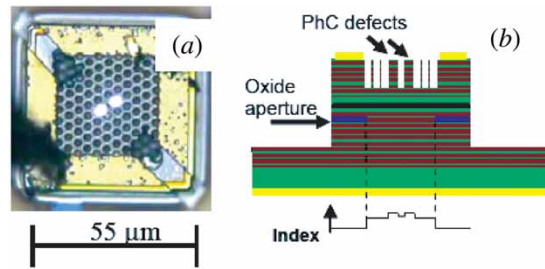 (a)
55 μm
PhC defects
(b)
Oxide
aperture
Index